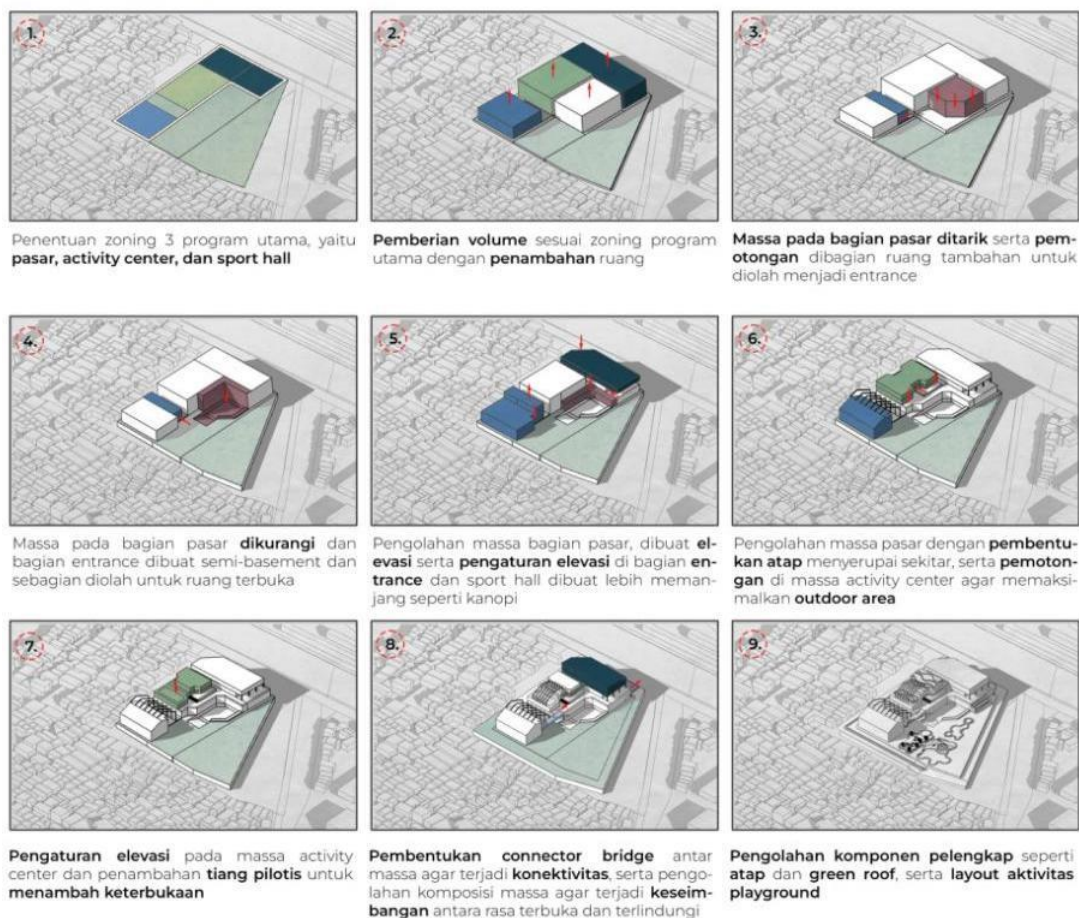 1.
2.
3.
Penentuan zoning 3 program utama, yaitu
pasar, activity center, dan sport hall
Pemberian volume sesuai zoning program
utama dengan penambahan ruang
Massa pada bagian pasar ditarik serta pem-
otongan dibagian ruang tambahan untuk
diolah menjadi entrance
4.
5.
6.
Massa pada bagian pasar dikurangi dan
bagian entrance dibuat semi-basement dan
sebagian diolah untuk ruang terbuka
Pengolahan massa bagian pasar, dibuat el-
evasi serta pengaturan elevasi di bagian en-
trance dan sport hall dibuat lebih meman-
jang seperti kanopi
Pengolahan massa pasar dengan pembentu-
kan atap menyerupai sekitar, serta pemoton-
gan di massa activity center agar memaksi-
malkan outdoor area
7.
8.
9.
Pengaturan elevasi pada massa activity
center dan penambahan tiang pilotis untuk
menambah keterbukaan
Pembentukan connector bridge antar
massa agar terjadi konektivitas, serta pengo-
lahan komposisi massa agar terjadi keseim-
bangan antara rasa terbuka dan terlindungi
Pengolahan komponen pelengkap seperti
atap dan green roof, serta layout aktivitas
playground